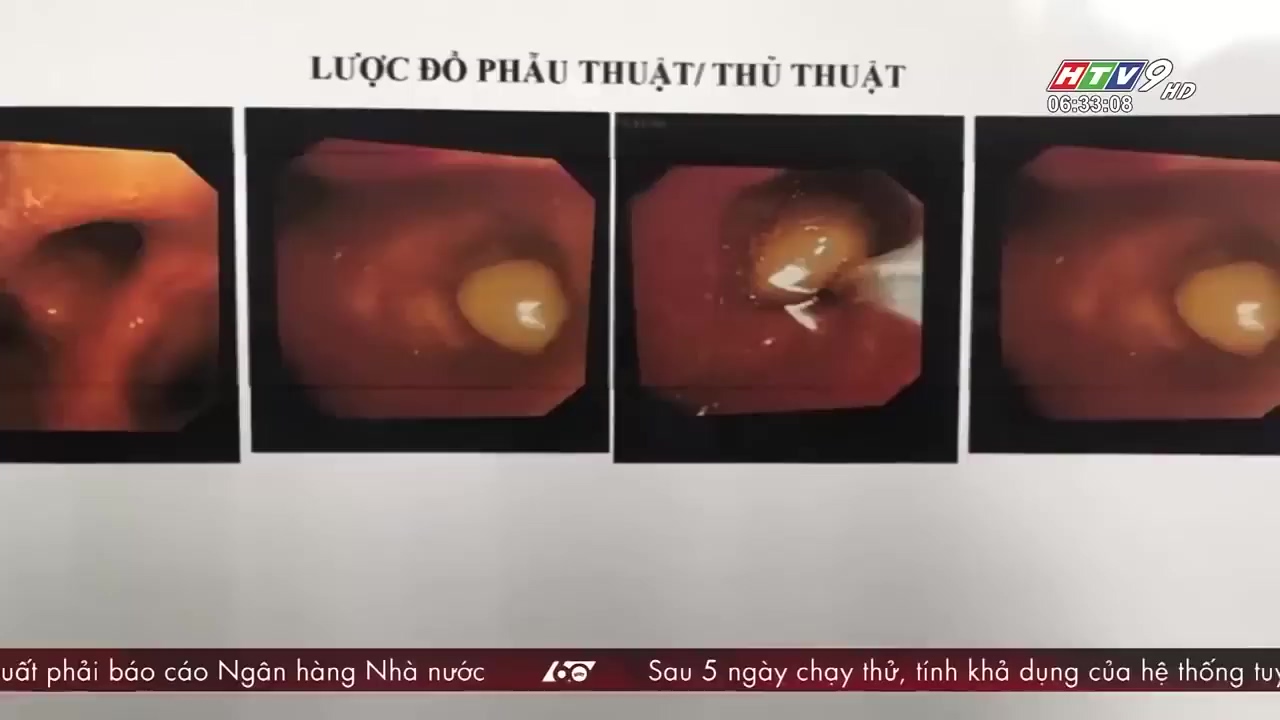 LƯỢC ĐỒ PHẪU THUẬT/ THỦ THUẬT
HTV9 HD
06:33:08
uất phải báo cáo Ngân hàng Nhà nước
60
Sau 5 ngày chạy thử, tính khả dụng của hệ thống tuy